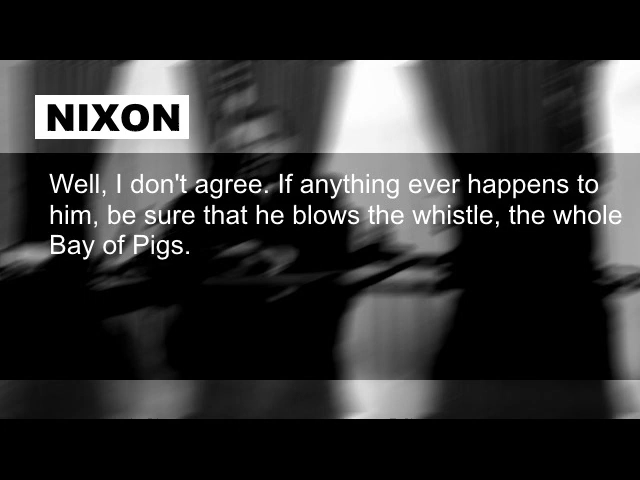 NIXON
Well, I don't agree. If anything ever happens to
him, be sure that he blows the whistle, the whole
Bay of Pigs.